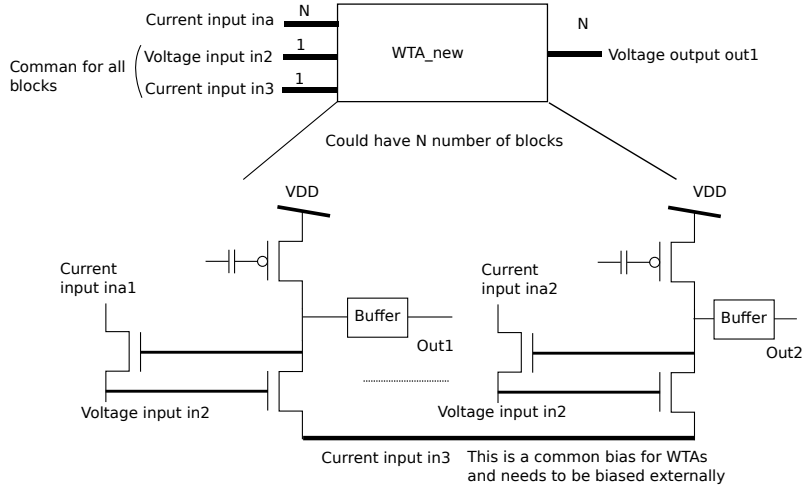 Current input ina
N
N
Comman for all
blocks
Voltage input in2
1
WTA_new
Voltage output out1
Current input in3
1
Could have N number of blocks
VDD
VDD
Current
input ina1
Current
input ina2
Buffer
Buffer
Out1
Out2
Voltage input in2
Voltage input in2
Current input in3
This is a common bias for WTAs
and needs to be biased externally